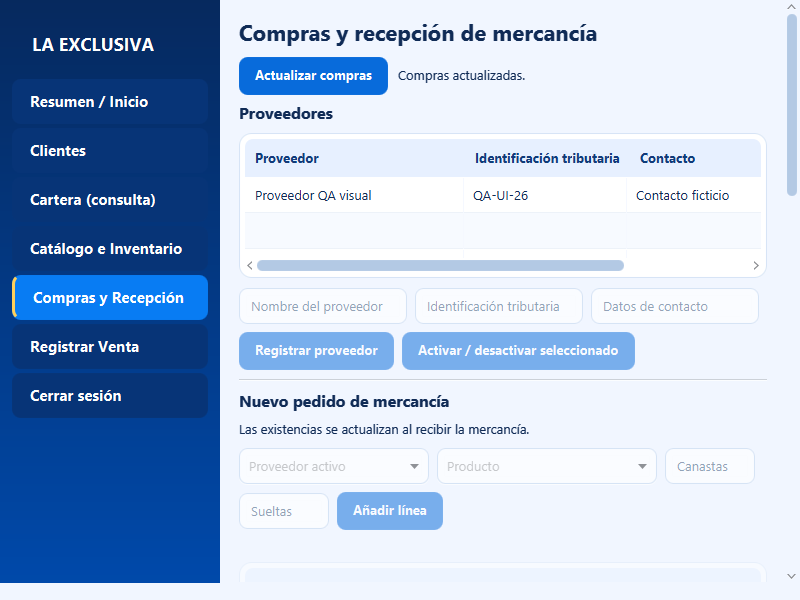 LA EXCLUSIVA
Resumen / Inicio
Clientes
Cartera (consulta)
Catálogo e Inventario
Compras y Recepción
Registrar Venta
Cerrar sesión
Compras y recepción de mercancía
Actualizar compras Compras actualizadas.
Proveedores
Proveedor Identificación tributaria Contacto
Proveedor QA visual QA-UI-26 Contacto ficticio
Nombre del proveedor Identificación tributaria Datos de contacto
Registrar proveedor Activar / desactivar seleccionado
Nuevo pedido de mercancía
Las existencias se actualizan al recibir la mercancía.
Proveedor activo Producto Canastas
Sueltas Añadir línea